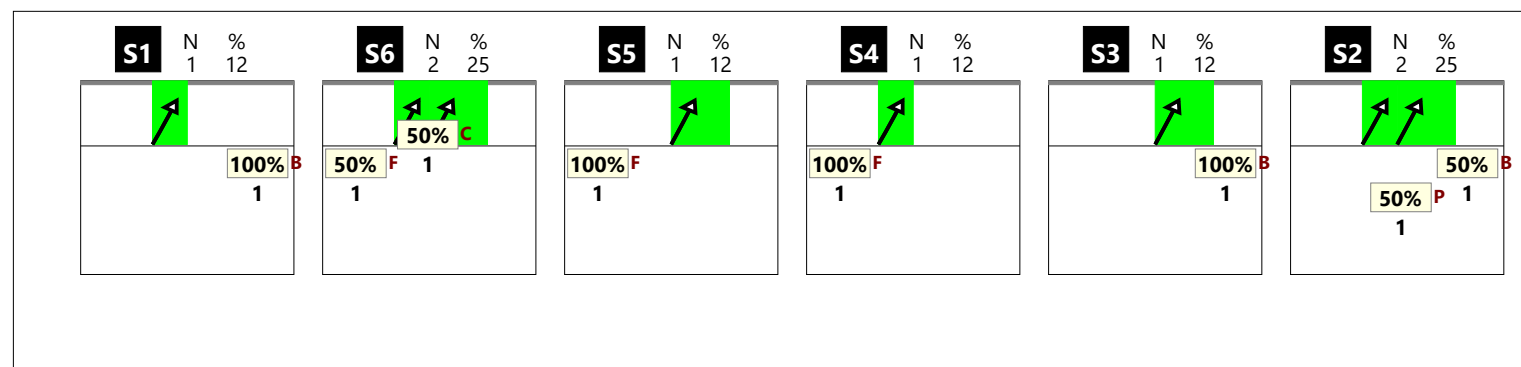 S1 N % 1 12
100% B
1
S6 N % 2 25
50% C
1
50% F
1
S5 N % 1 12
100% F
1
S4 N % 1 12
100% F
1
S3 N % 1 12
100% B
1
S2 N % 2 25
50% B
1
50% P
1